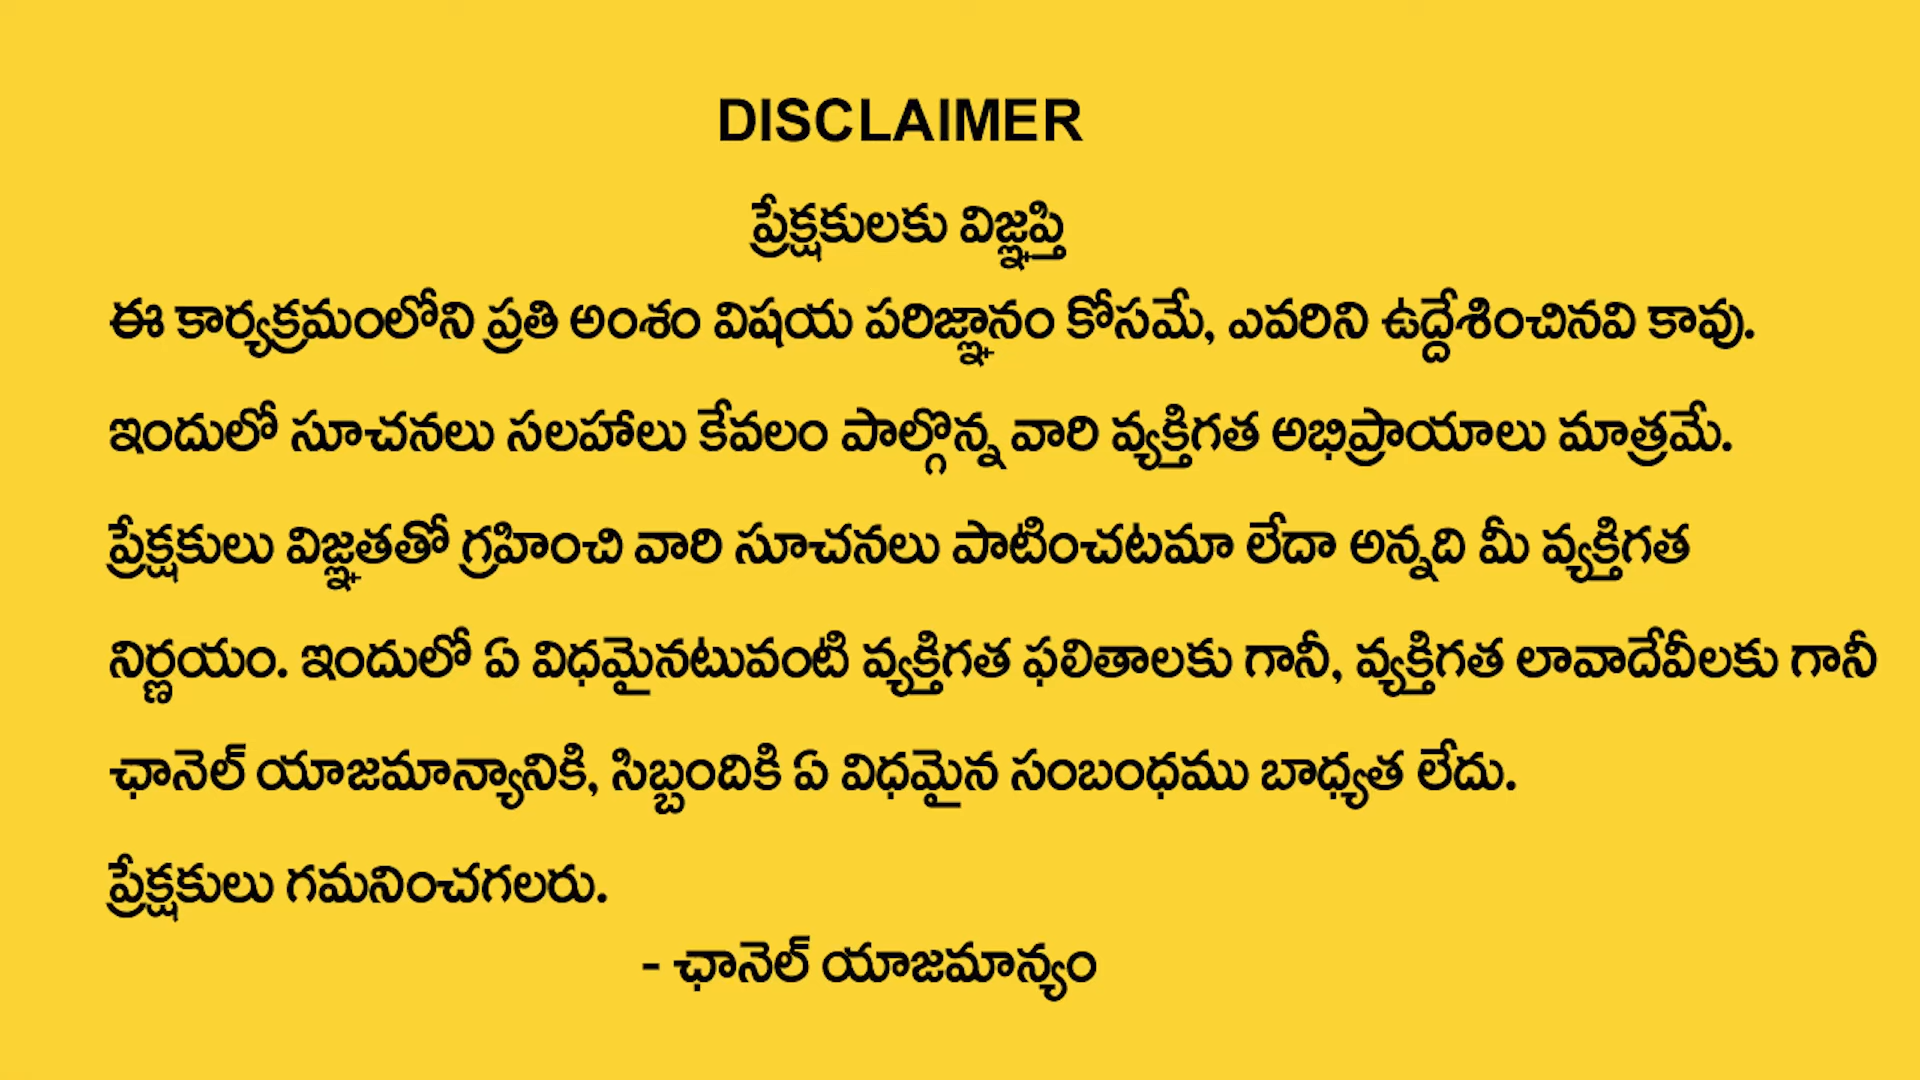 DISCLAIMER
ప్రేక్షకులకు విజ్ఞప్తి
ఈ కార్యక్రమంలోని ప్రతి అంశం విషయ పరిజ్ఞానం కోసమే, ఎవరిని ఉద్దేశించినవి కావు.
ఇందులో సూచనలు సలహాలు కేవలం పాల్గొన్న వారి వ్యక్తిగత అభిప్రాయాలు మాత్రమే.
ప్రేక్షకులు విజ్ఞతతో గ్రహించి వారి సూచనలు పాటించటమా లేదా అన్నది మీ వ్యక్తిగత
నిర్ణయం. ఇందులో ఏ విధమైనటువంటి వ్యక్తిగత ఫలితాలకు గానీ, వ్యక్తిగత లావాదేవీలకు గానీ
ఛానెల్ యాజమాన్యానికి, సిబ్బందికి ఏ విధమైన సంబంధము బాధ్యత లేదు.
ప్రేక్షకులు గమనించగలరు.
- ఛానెల్ యాజమాన్యం